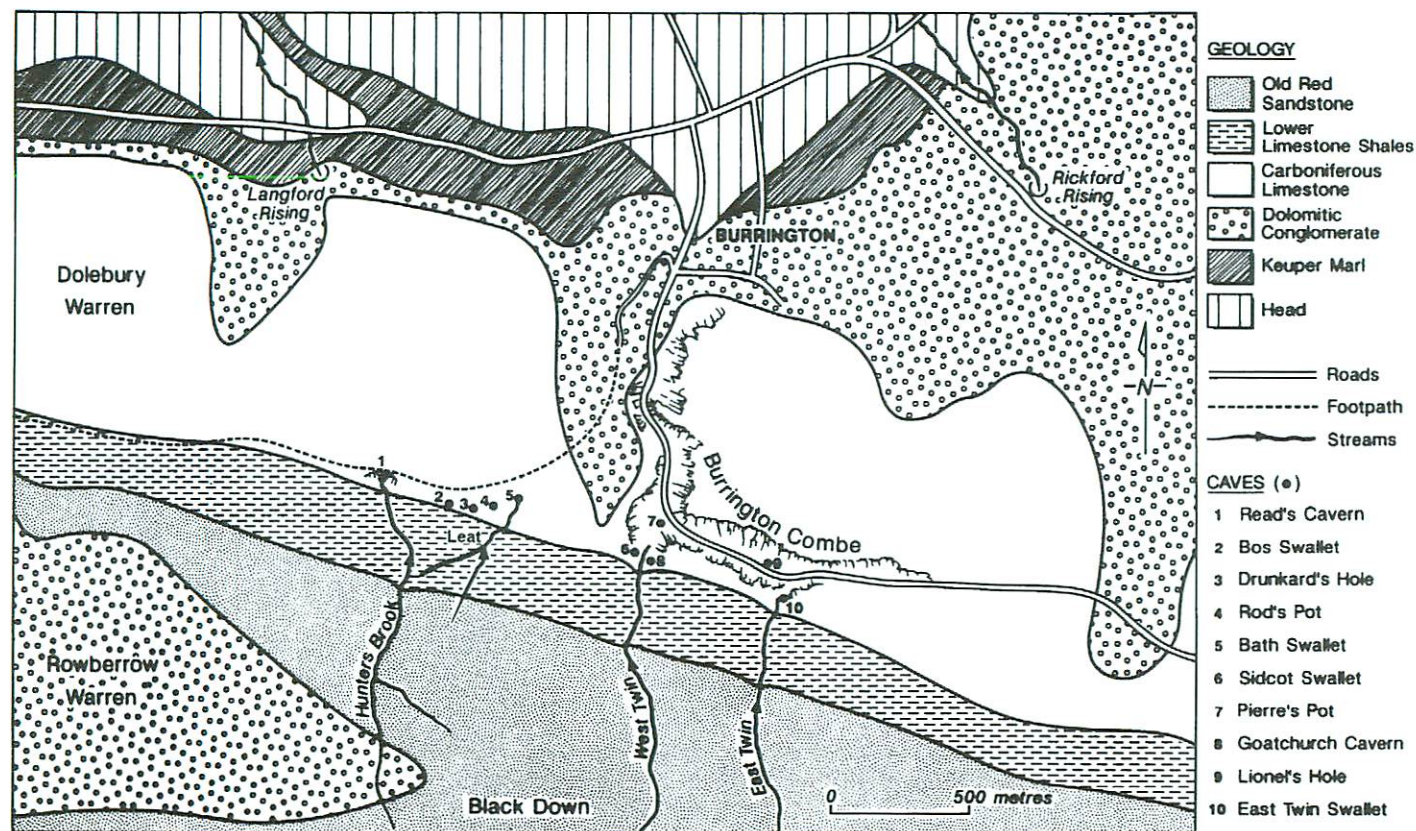 Langford
Rising
Rickford
Rising
BURRINGTON
Dolebury
Warren
N
Burrington Combe
1
2
3
4
5
Leat
6
7
8
9
10
Hunters Brook
Rowberrow
Warren
West Twin
East Twin
Black Down
0 500 metres
GEOLOGY
Old Red
Sandstone
Lower
Limestone Shales
Carboniferous
Limestone
Dolomitic
Conglomerate
Keuper Marl
Head
Roads
Footpath
Streams
CAVES (●)
1 Read's Cavern
2 Bos Swallet
3 Drunkard's Hole
4 Rod's Pot
5 Bath Swallet
6 Sidcot Swallet
7 Pierre's Pot
8 Goatchurch Cavern
9 Lionel's Hole
10 East Twin Swallet